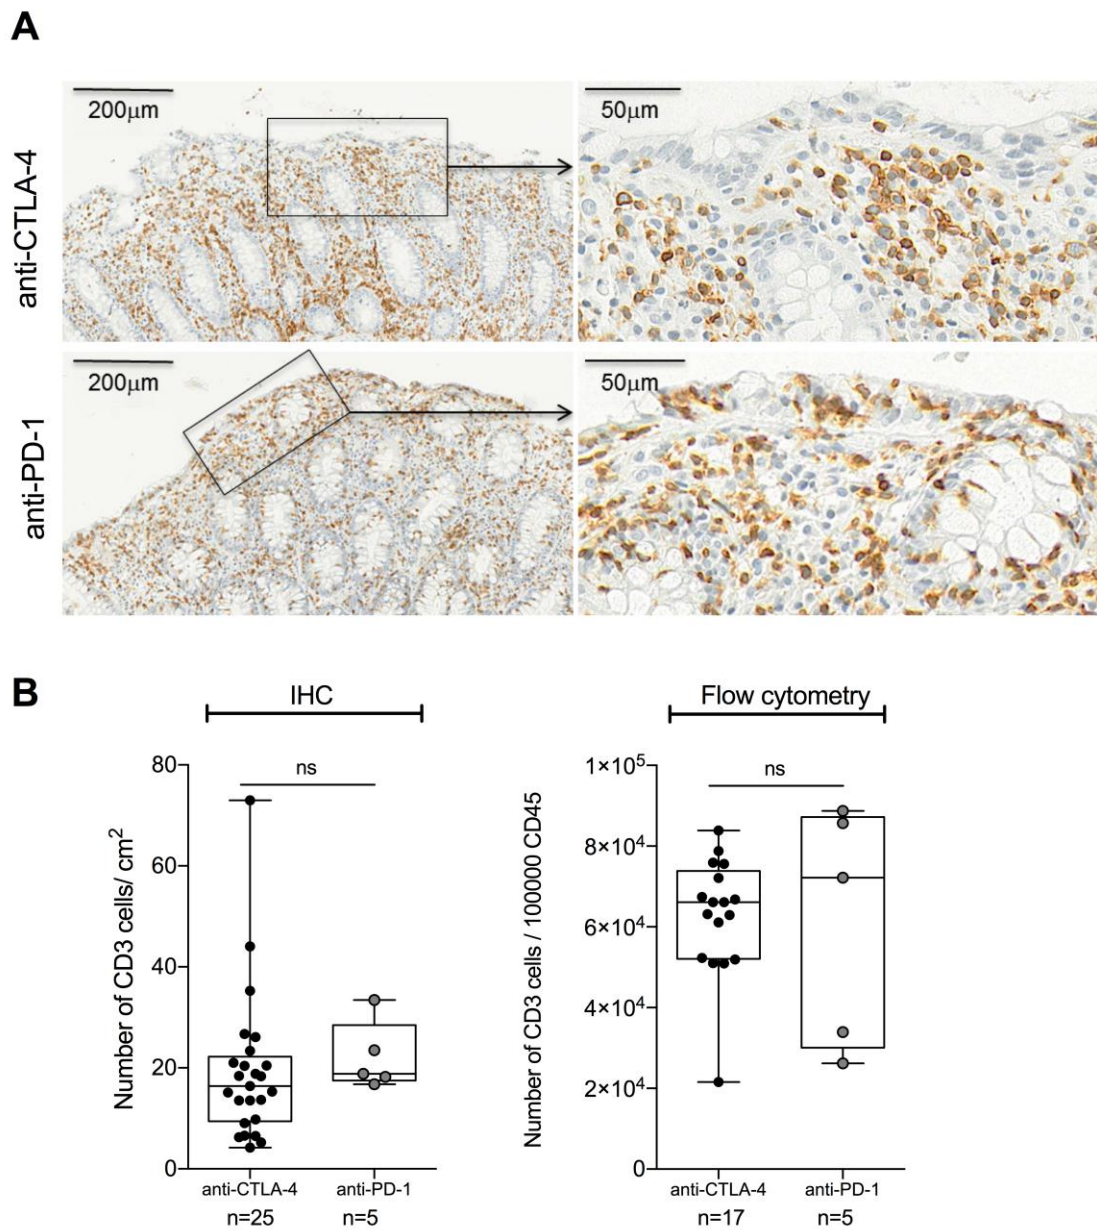 A
anti-CTLA-4
200μm
50μm
anti-PD-1
200μm
50μm
B
IHC
Number of CD3 cells/ cm²
80
60
40
20
0
ns
anti-CTLA-4
anti-PD-1
n=25
n=5
Flow cytometry
Number of CD3 cells / 100000 CD45
1×10⁵
8×10⁴
6×10⁴
4×10⁴
2×10⁴
0
ns
anti-CTLA-4
anti-PD-1
n=17
n=5